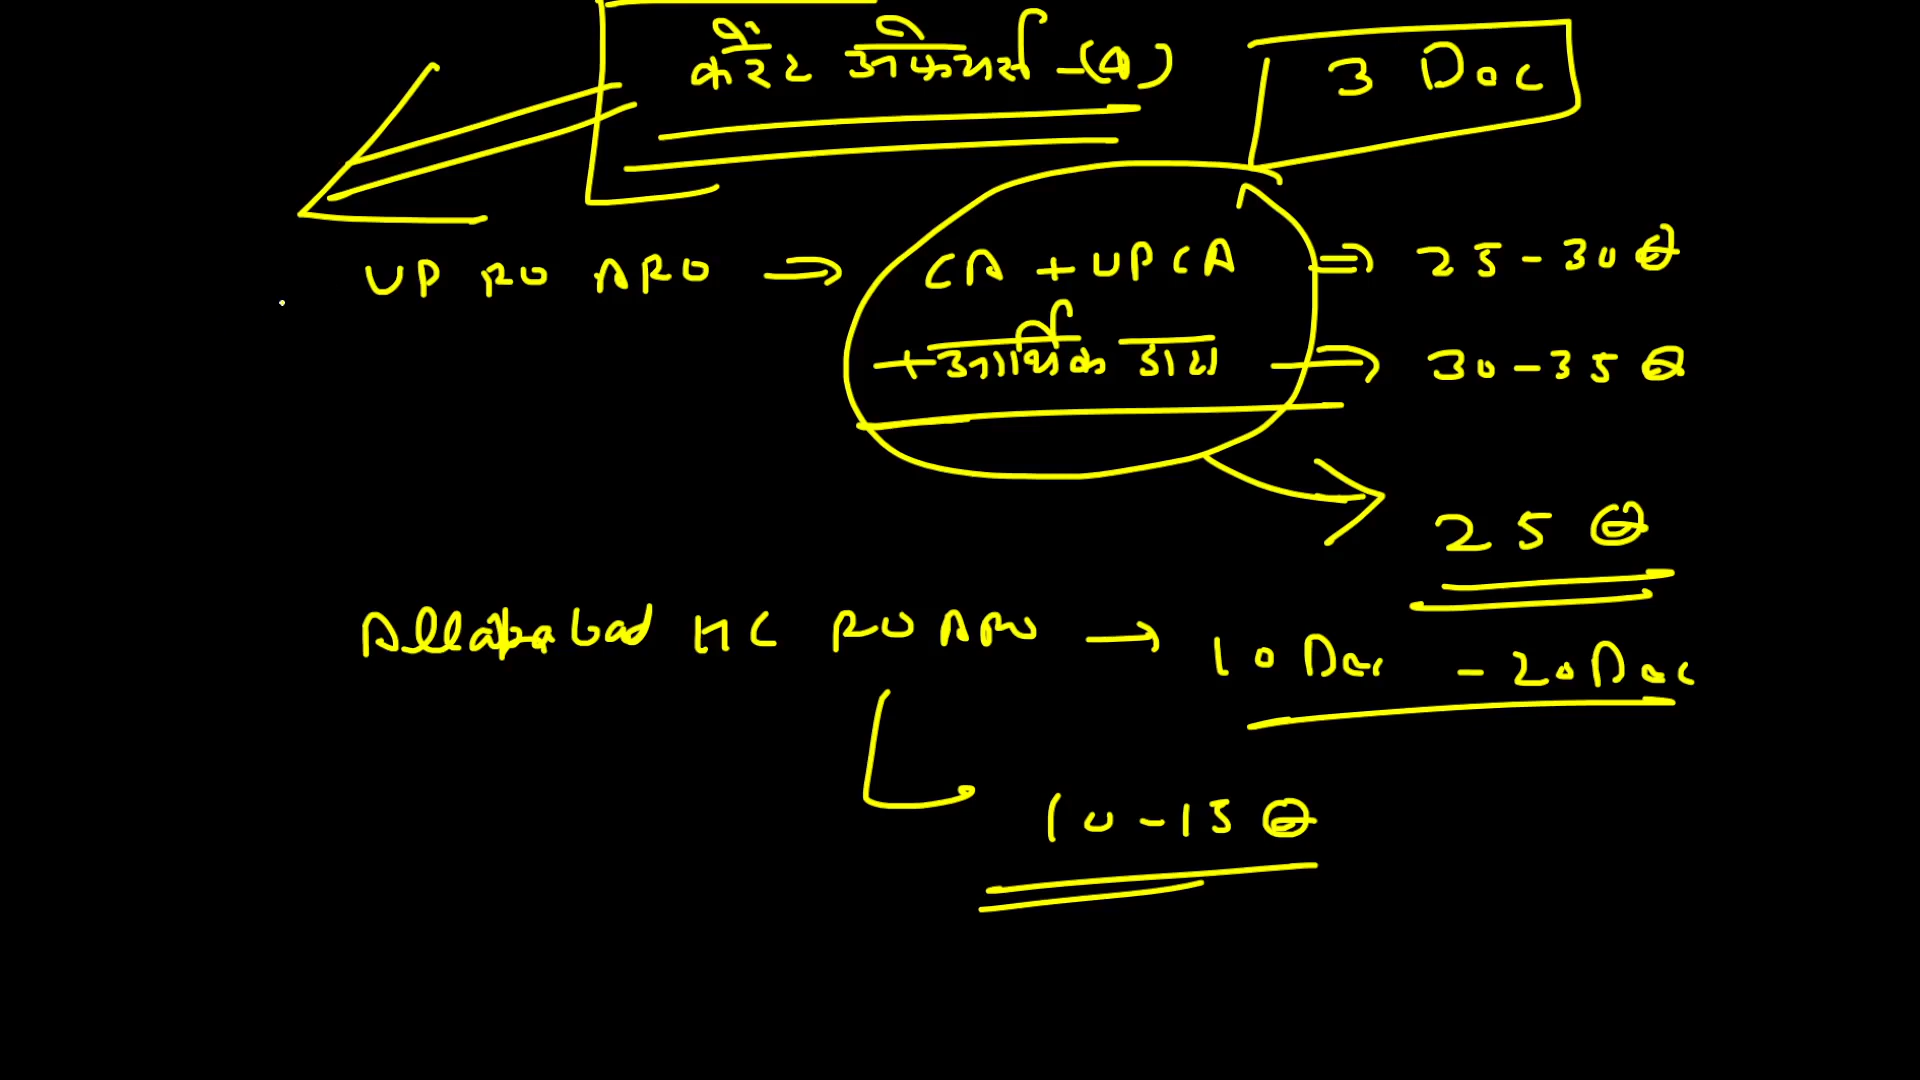 करेंट अफेयर्स -(4) 3 Dec
UP RO ARO ⇒ CA + UPCA ⇒ 25-30 Q
+आर्थिक डाटा ⇒ 30-35 Q
25 Q
Allahabad HC RO ARO → 10 Dec - 20 Dec
10-15 Q